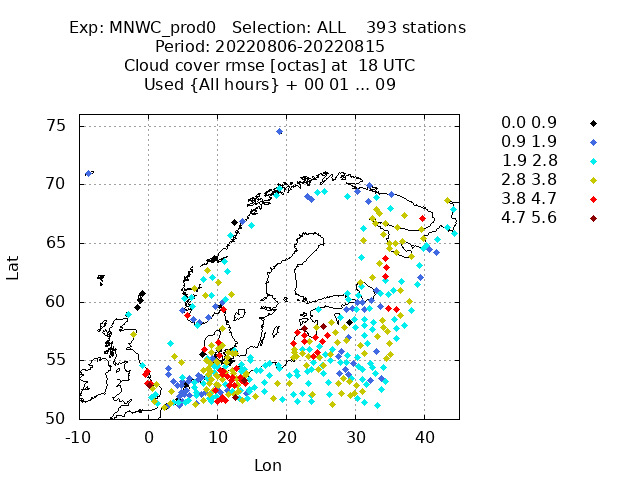 Exp: MNWC_prod0   Selection: ALL    393 stations
Period: 20220806-20220815
Cloud cover rmse [octas] at  18 UTC
Used {All hours} + 00 01 ... 09
75
70
65
60
55
50
-10 0 10 20 30 40
Lat
Lon
0.0 0.9
0.9 1.9
1.9 2.8
2.8 3.8
3.8 4.7
4.7 5.6